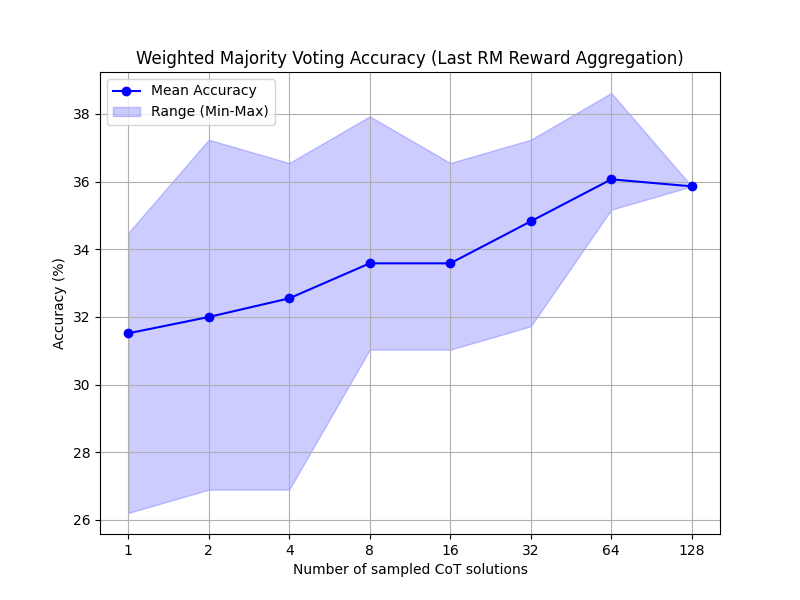 Weighted Majority Voting Accuracy (Last RM Reward Aggregation)
Mean Accuracy
Range (Min-Max)
Accuracy (%)
38
36
34
32
30
28
26
1 2 4 8 16 32 64 128
Number of sampled CoT solutions